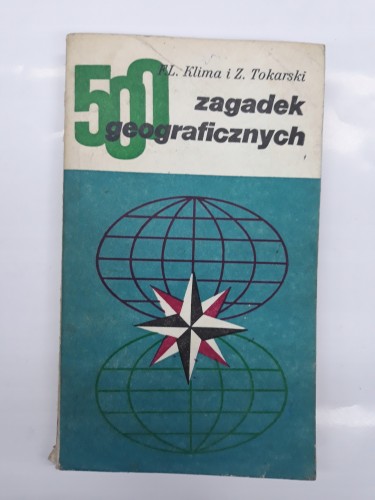 F.L. Klima i Z. Tokarski
500 zagadek
geograficznych